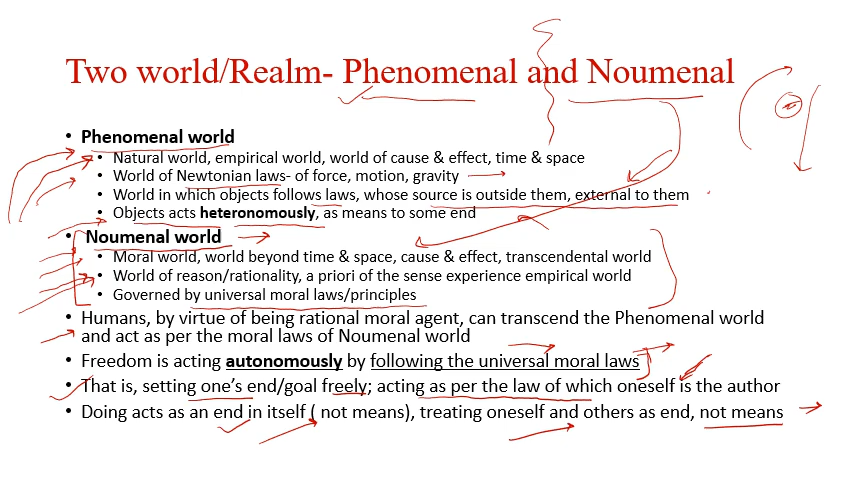 Two world/Realm- Phenomenal and Noumenal
• Phenomenal world
• Natural world, empirical world, world of cause & effect, time & space
• World of Newtonian laws- of force, motion, gravity
• World in which objects follows laws, whose source is outside them, external to them
• Objects acts heteronomously, as means to some end
• Noumenal world
• Moral world, world beyond time & space, cause & effect, transcendental world
• World of reason/rationality, a priori of the sense experience empirical world
• Governed by universal moral laws/principles
• Humans, by virtue of being rational moral agent, can transcend the Phenomenal world
and act as per the moral laws of Noumenal world
• Freedom is acting autonomously by following the universal moral laws
• That is, setting one's end/goal freely; acting as per the law of which oneself is the author
• Doing acts as an end in itself ( not means), treating oneself and others as end, not means